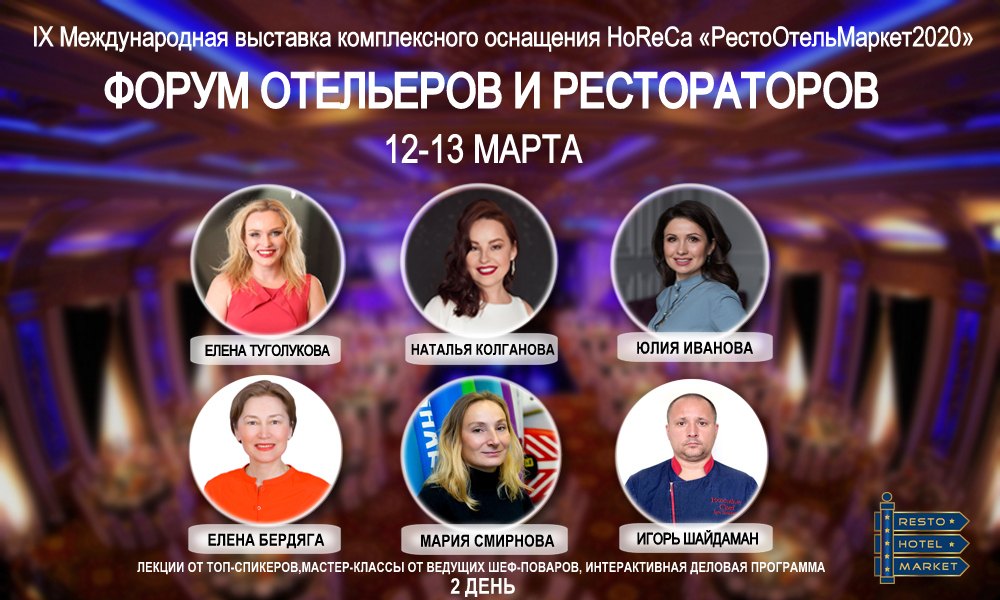 IX Международная выставка комплексного оснащения HoReCa «РестоОтельМаркет2020»
ФОРУМ ОТЕЛЬЕРОВ И РЕСТОРАТОРОВ
12-13 МАРТА
ЕЛЕНА ТУГОЛУКОВА
НАТАЛЬЯ КОЛГАНОВА
ЮЛИЯ ИВАНОВА
ЕЛЕНА БЕРДЯГА
МАРИЯ СМИРНОВА
ИГОРЬ ШАЙДАМАН
RESTO
HOTEL
MARKET
ЛЕКЦИИ ОТ ТОП-СПИКЕРОВ,МАСТЕР-КЛАССЫ ОТ ВЕДУЩИХ ШЕФ-ПОВАРОВ, ИНТЕРАКТИВНАЯ ДЕЛОВАЯ ПРОГРАММА
2 ДЕНЬ